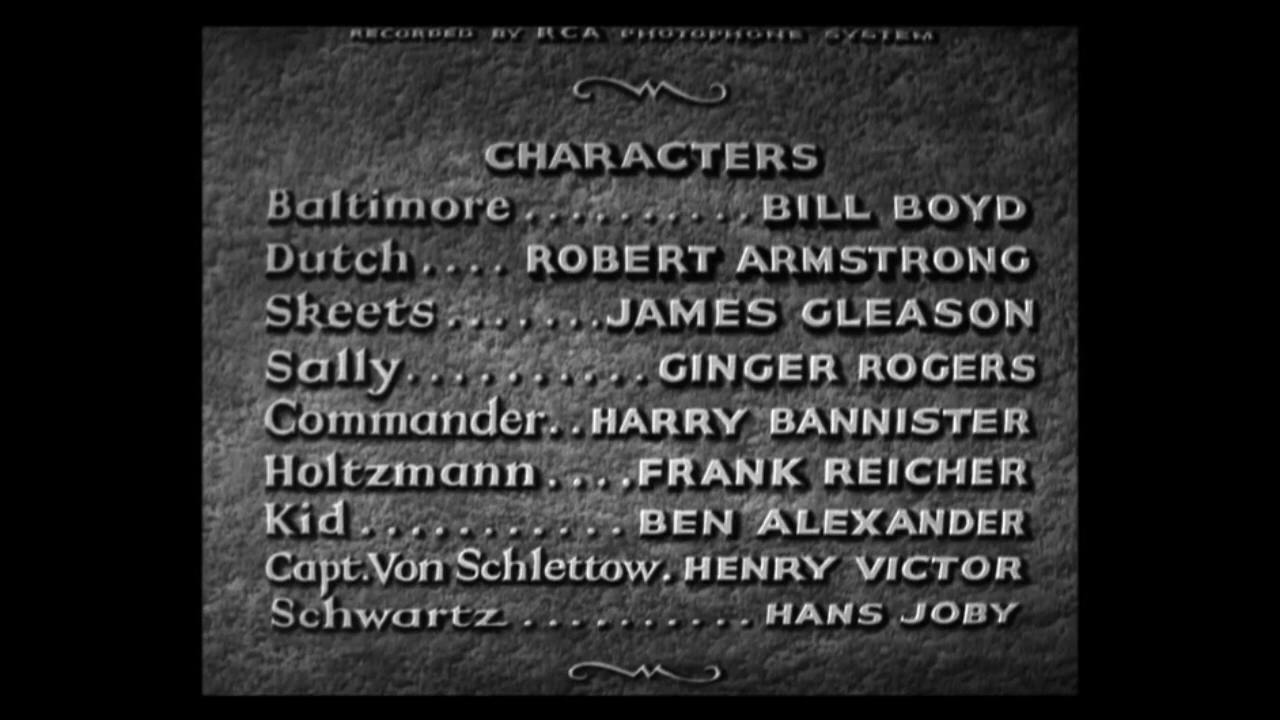 RECORDED BY RCA PHOTOPHONE SYSTEM
CHARACTERS
Baltimore..........BILL BOYD
Dutch.... ROBERT ARMSTRONG
Skeets.......JAMES GLEASON
Sally..........GINGER ROGERS
Commander..HARRY BANNISTER
Holtzmann....FRANK REICHER
Kid...........BEN ALEXANDER
Capt.Von Schlettow.HENRY VICTOR
Schwartz..........HANS JOBY